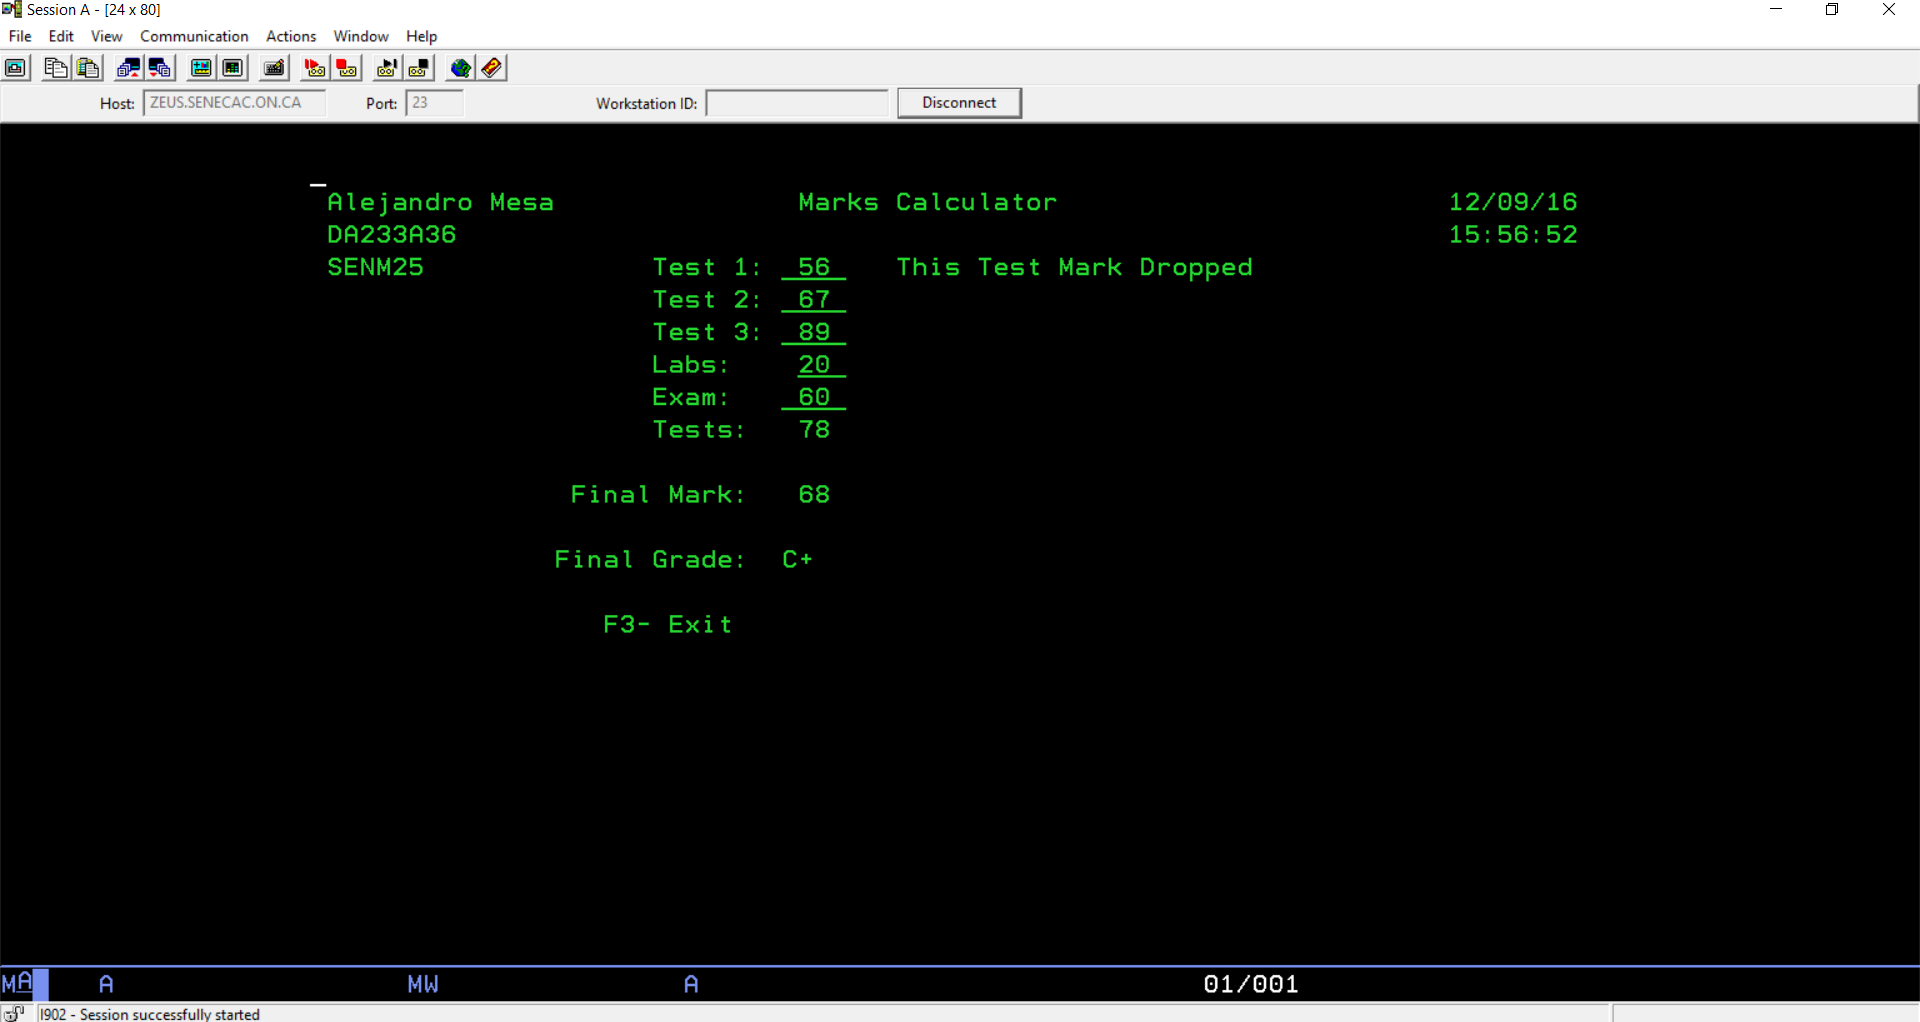 Session A - [24 x 80]
File Edit View Communication Actions Window Help
Host: ZEUS.SENECAC.ON.CA Port: 23 Workstation ID: Disconnect
Alejandro Mesa Marks Calculator 12/09/16
DA233A36 15:56:52
SENM25 Test 1: 56 This Test Mark Dropped
Test 2: 67
Test 3: 89
Labs: 20
Exam: 60
Tests: 78
Final Mark: 68
Final Grade: C+
F3- Exit
MA A MW A 01/001
I902 - Session successfully started